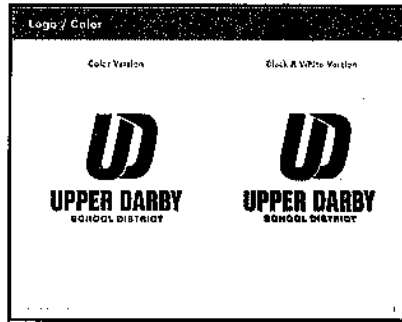 Logo / Color
Color Version
Black & White Version
UD
UPPER DARBY
SCHOOL DISTRICT
UD
UPPER DARBY
SCHOOL DISTRICT